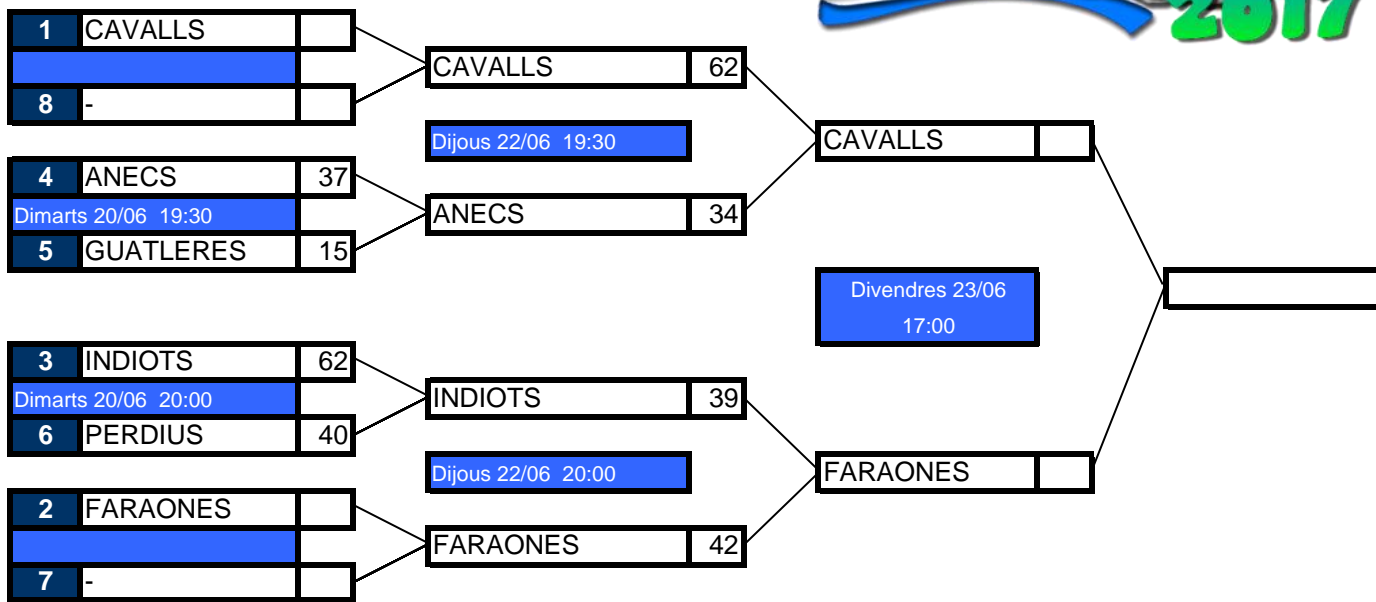 2017
1 CAVALLS
8 -
4 ANECS 37
Dimarts 20/06 19:30
5 GUATLERES 15
3 INDIOTS 62
Dimarts 20/06 20:00
6 PERDIUS 40
2 FARAONES
7 -
CAVALLS 62
Dijous 22/06 19:30
ANECS 34
INDIOTS 39
Dijous 22/06 20:00
FARAONES 42
CAVALLS
Divendres 23/06
17:00
FARAONES